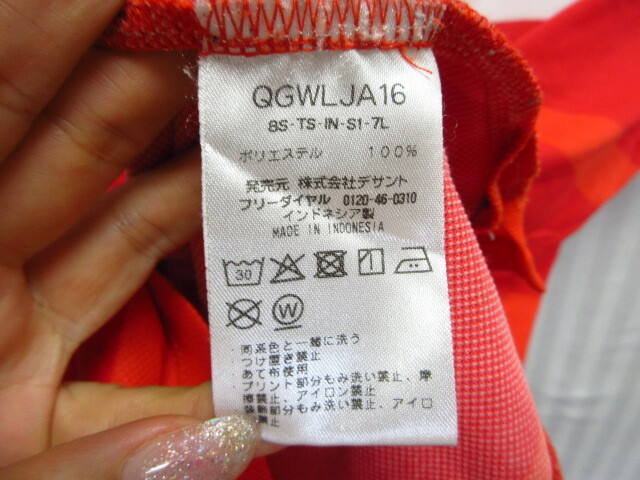 QGWLJA16
8S-TS-IN-S1-7L
ポリエステル 100%
発売元 株式会社デサント
フリーダイヤル 0120-46-0310
インドネシア製
MADE IN INDONESIA
30
W
・同系色と一緒に洗う
・つけ置き禁止
・あて布使用
・プリント部分もみ洗い禁止、摩
擦禁止、アイロン禁止
・装飾部分もみ洗い禁止、アイロ
禁止